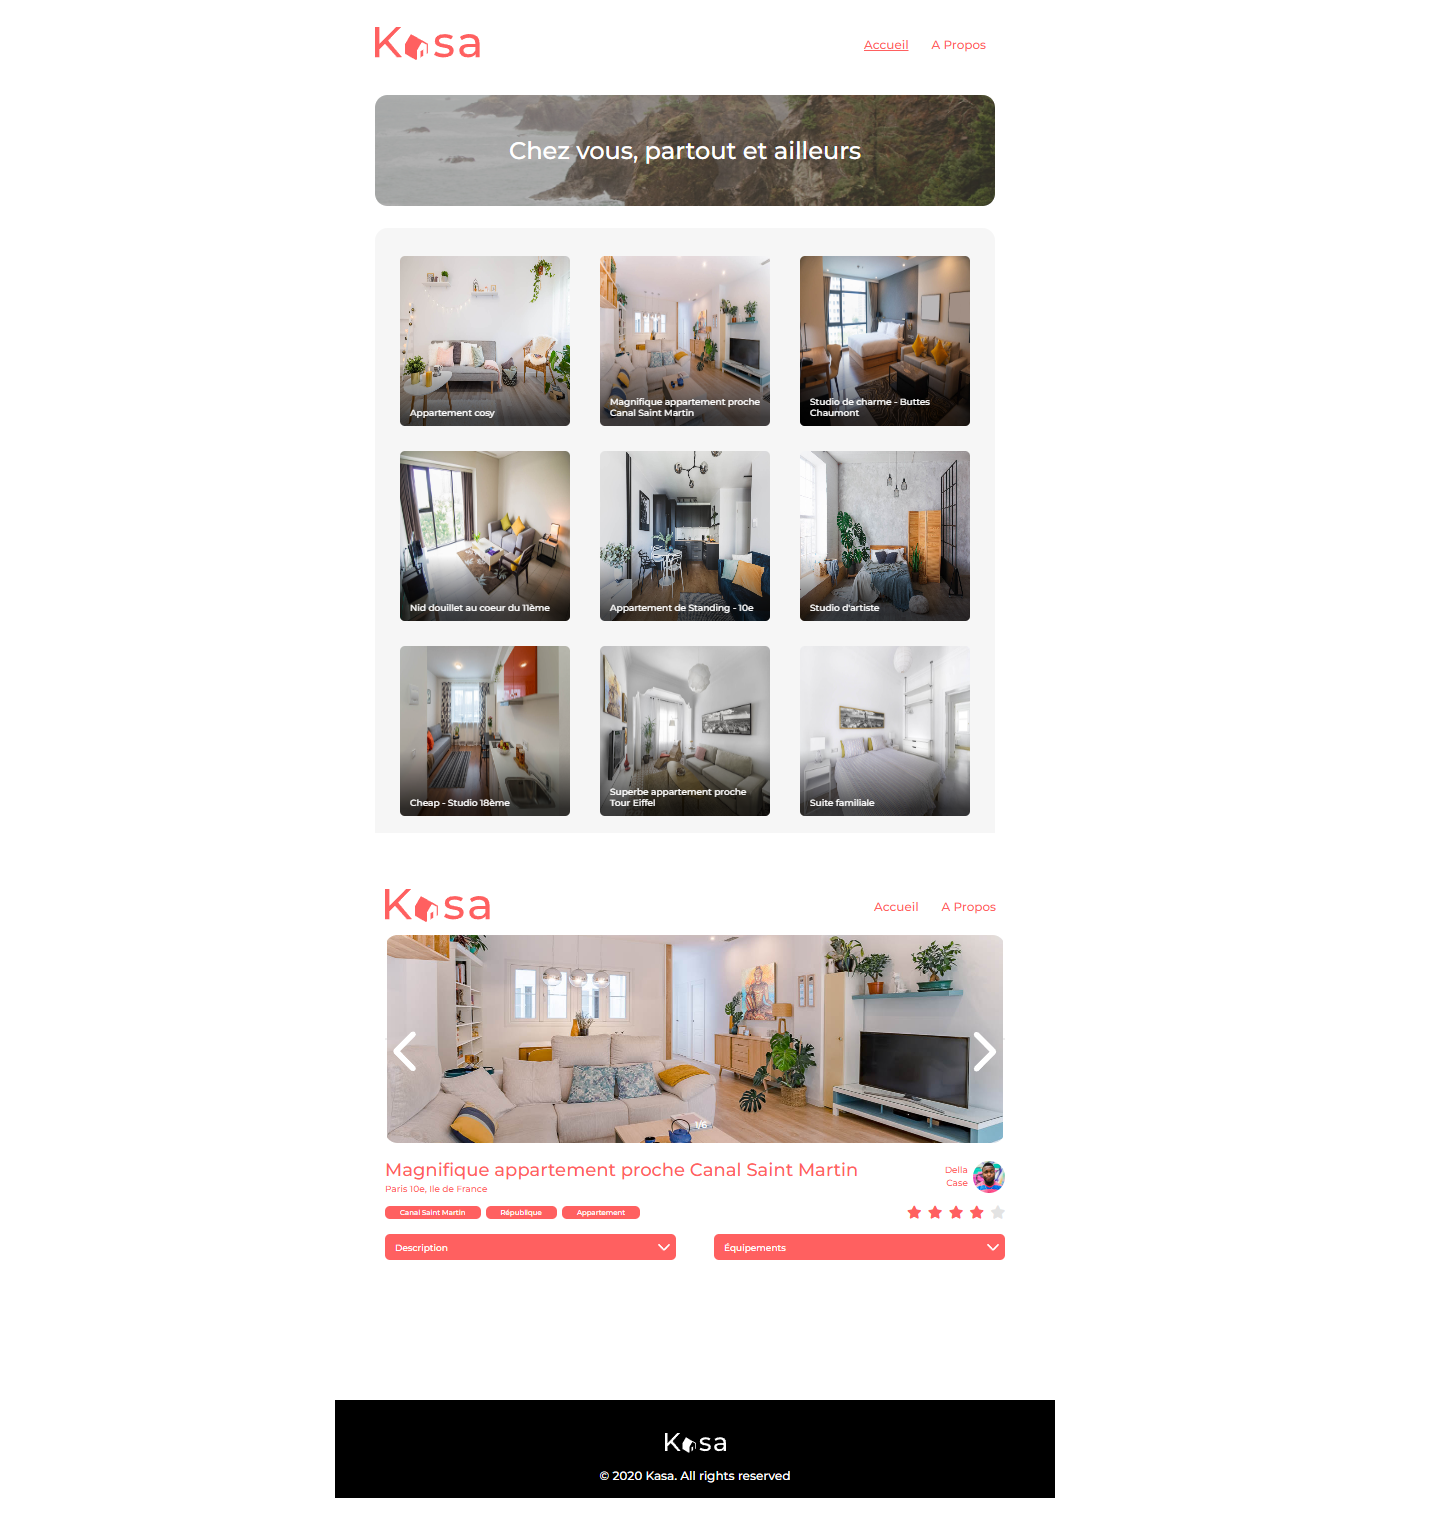 Kasa
Accueil A Propos
Chez vous, partout et ailleurs
Appartement cosy
Magnifique appartement proche
Canal Saint Martin
Studio de charme - Buttes
Chaumont
Nid douillet au coeur du 11ème
Appartement de Standing - 10e
Studio d'artiste
Cheap - Studio 18ème
Superbe appartement proche
Tour Eiffel
Suite familiale
Kasa
Accueil A Propos
1/6
Magnifique appartement proche Canal Saint Martin
Paris 10e, Ile de France
Della
Case
Canal Saint Martin République Appartement
Description
Équipements
Kasa
© 2020 Kasa. All rights reserved